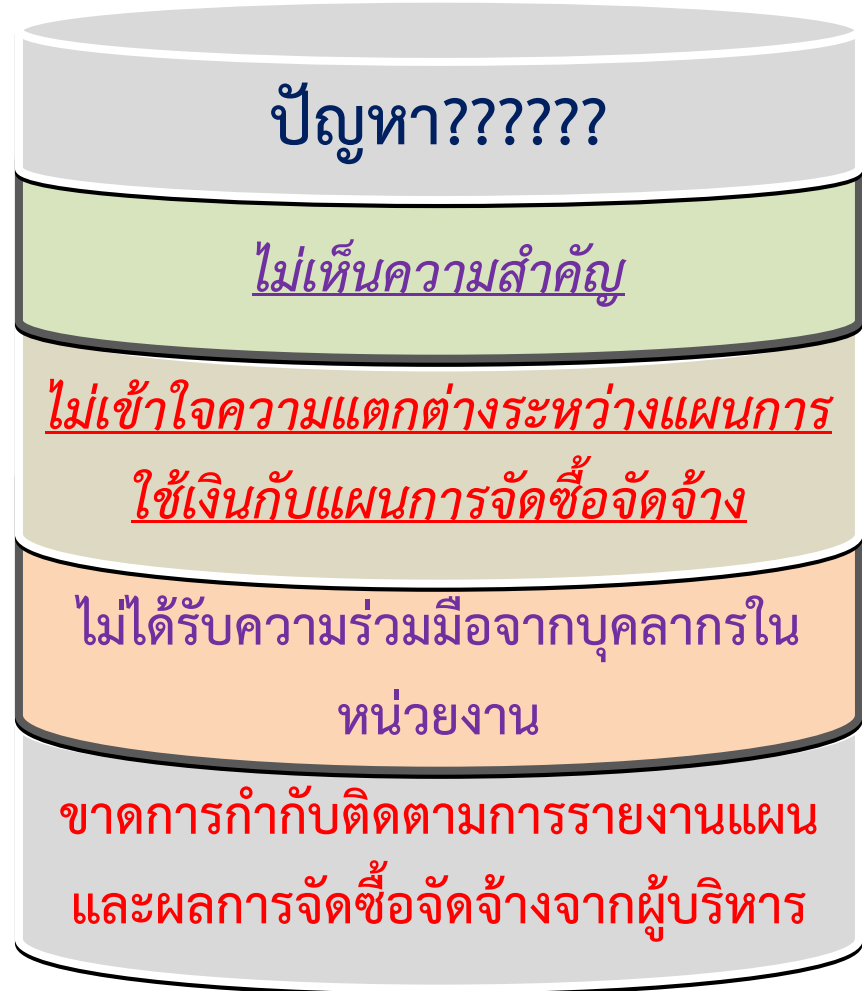 ปัญหา??????
ไม่เห็นความสำคัญ
ไม่เข้าใจความแตกต่างระหว่างแผนการ
ใช้เงินกับแผนการจัดซื้อจัดจ้าง
ไม่ได้รับความร่วมมือจากบุคลากรใน
หน่วยงาน
ขาดการกำกับติดตามการรายงานแผน
และผลการจัดซื้อจัดจ้างจากผู้บริหาร